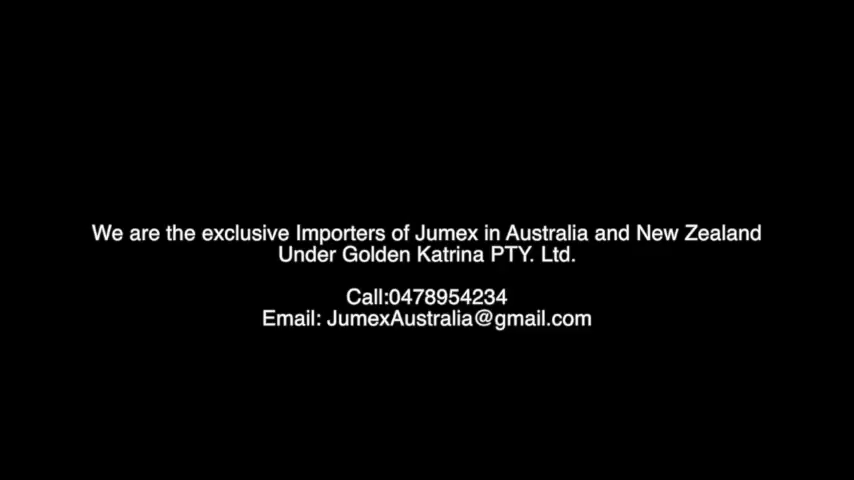 We are the exclusive Importers of Jumex in Australia and New Zealand
Under Golden Katrina PTY. Ltd.
Call:0478954234
Email: JumexAustralia@gmail.com